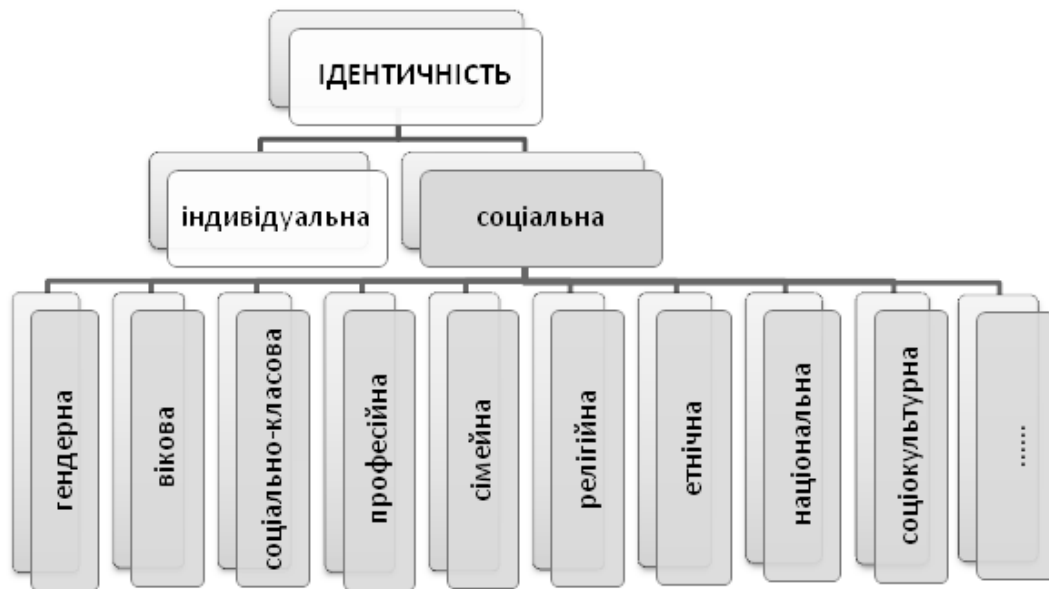 ІДЕНТИЧНІСТЬ
індивідуальна
соціальна
гендерна
вікова
соціально-класова
професійна
сімейна
релігійна
етнічна
національна
соціокультурна
......